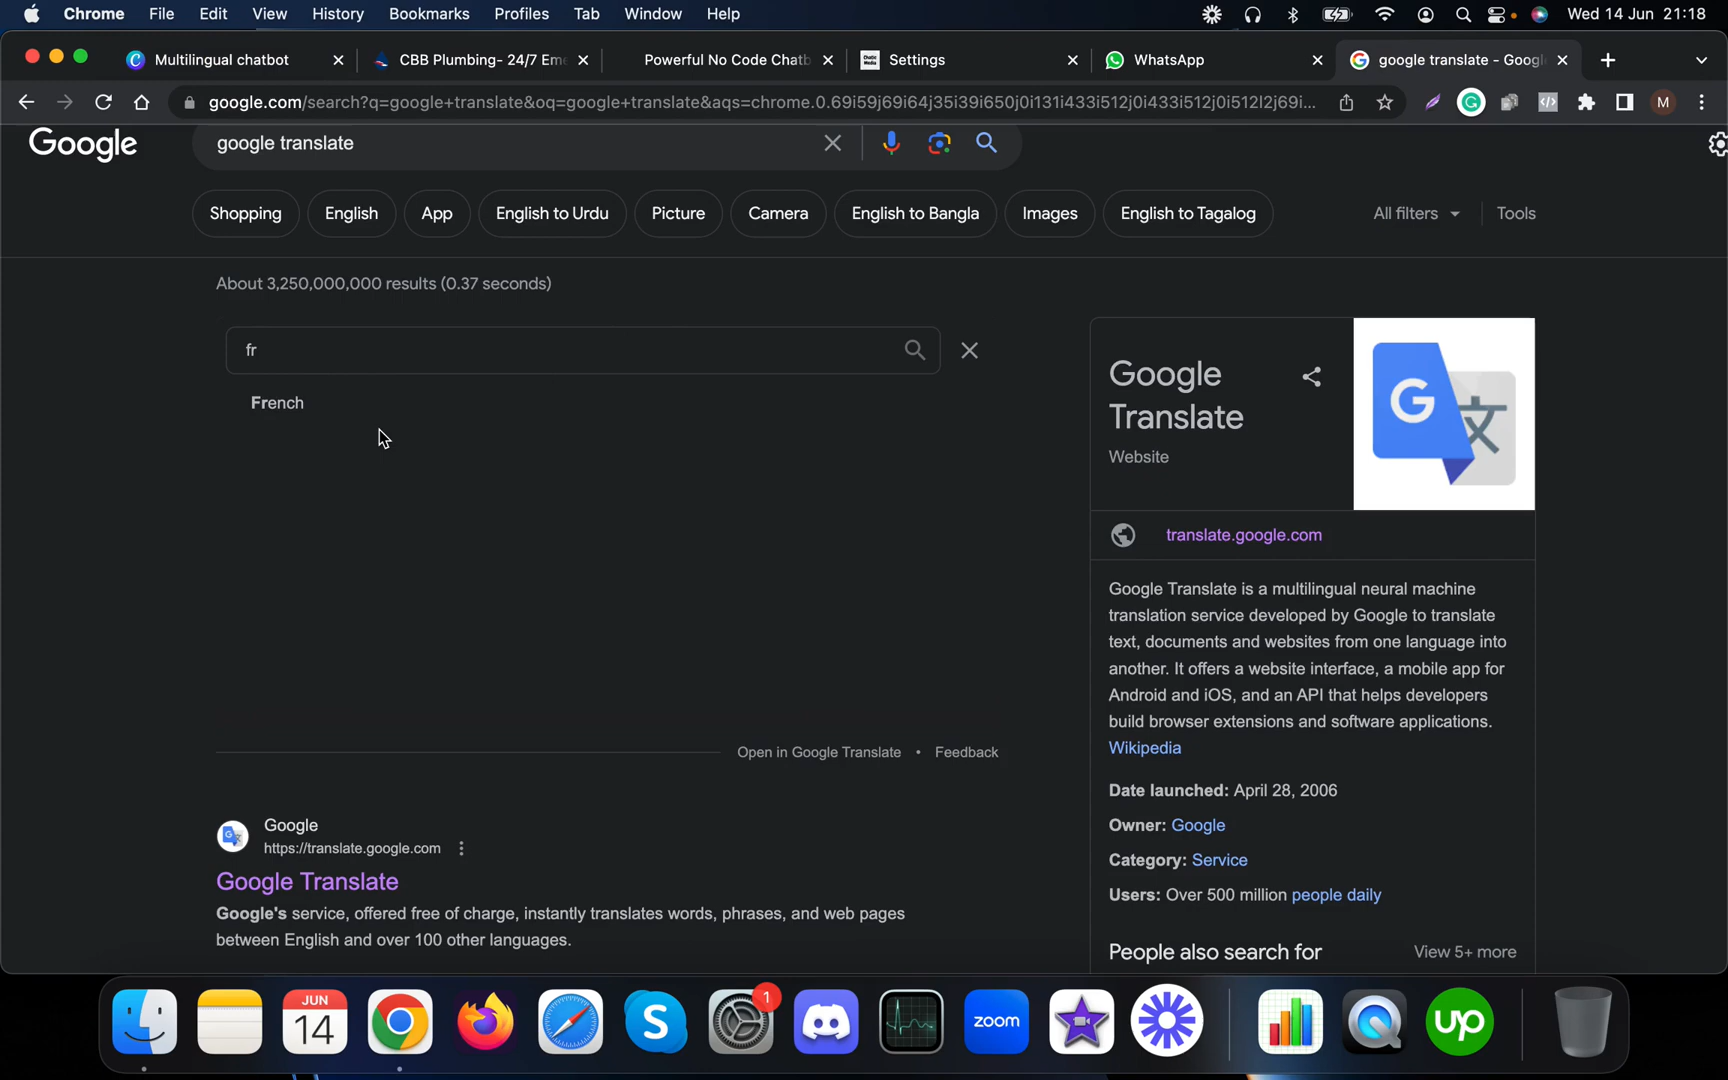 Chrome File Edit View History Bookmarks Profiles Tab Window Help Wed 14 Jun 21:18
Multilingual chatbot CBB Plumbing- 24/7 Eme Powerful No Code Chatb Settings WhatsApp google translate - Googl
google.com/search?q=google+translate&oq=google+translate&aqs=chrome.0.69i59j69i64j35i39i650j0i131i433i512j0i433i512j0i512l2j69i... M
Google google translate
Shopping English App English to Urdu Picture Camera English to Bangla Images English to Tagalog All filters Tools
About 3,250,000,000 results (0.37 seconds)
fr
French
Open in Google Translate • Feedback
Google
https://translate.google.com
Google Translate
Google's service, offered free of charge, instantly translates words, phrases, and web pages
between English and over 100 other languages.
Google
Translate
Website
G 文
translate.google.com
Google Translate is a multilingual neural machine
translation service developed by Google to translate
text, documents and websites from one language into
another. It offers a website interface, a mobile app for
Android and iOS, and an API that helps developers
build browser extensions and software applications.
Wikipedia
Date launched: April 28, 2006
Owner: Google
Category: Service
Users: Over 500 million people daily
People also search for View 5+ more
JUN
14
S
1
zoom
up